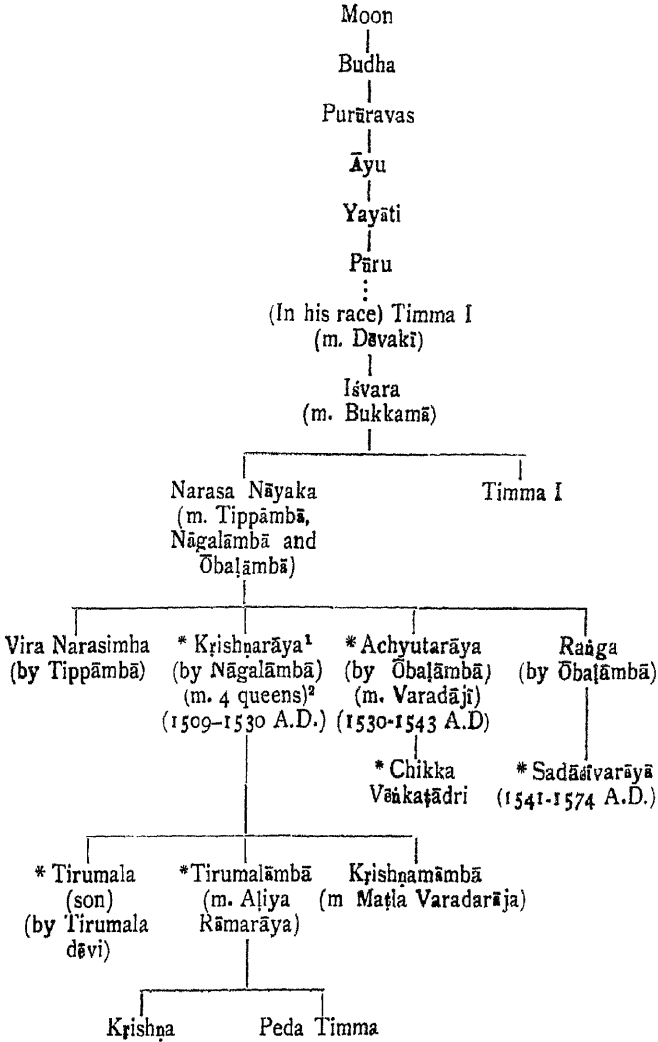 Moon
Budha
Purūravas
Āyu
Yayāti
Pūru
(In his race) Timma I
(m. Dēvakī)
Iśvara
(m. Bukkamā)
Narasa Nāyaka
(m. Tippāmbā,
Nāgalāmbā and
Ōbaḷāmbā)
Timma I
Vira Narasimha
(by Tippāmbā)
* Kṛishṇarāya¹
(by Nāgalāmbā)
(m. 4 queens)²
(1509-1530 A.D.)
* Achyutarāya
(by Ōbaḷāmbā)
(m. Varadājī)
(1530-1543 A.D)
Raṅga
(by Ōbaḷāmbā)
* Chikka
Vēṅkaṭādri
* Sadāśivarāyā
(1541-1574 A.D.)
* Tirumala
(son)
(by Tirumala
dēvi)
*Tirumalāmbā
(m. Aḷiya
Rāmarāya)
Kṛishṇamāmbā
(m Maṭla Varadarāja)
Kṛishṇa
Peda Timma